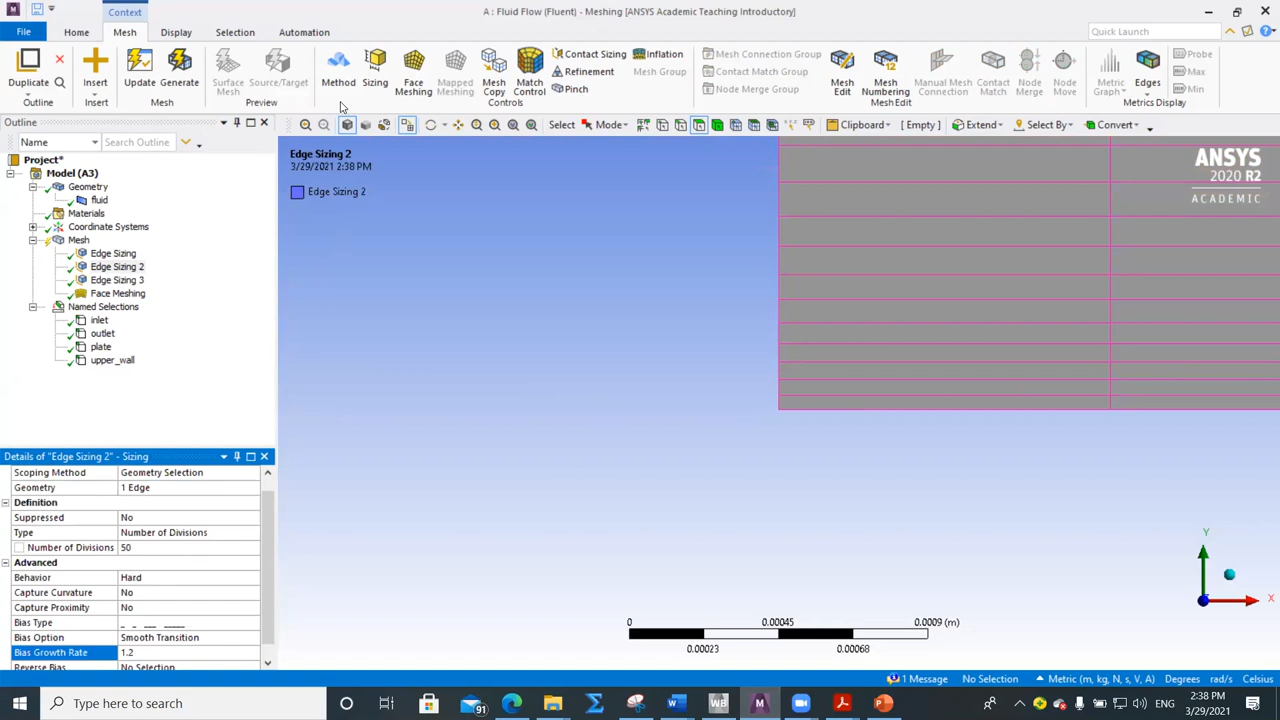 Context
A : Fluid Flow (Fluent) - Meshing [ANSYS Academic Teaching Introductory]
File Home Mesh Display Selection Automation Quick Launch
Duplicate Outline
Insert Insert
Update Generate Mesh
Surface Mesh Source/Target Preview
Method Sizing Face Meshing Mapped Meshing Mesh Copy Match Control Contact Sizing Refinement Pinch Inflation Mesh Group Controls
Mesh Connection Group Contact Match Group Node Merge Group Mesh Edit Mesh Numbering Manual Mesh Connection Contact Match Node Merge Node Move Mesh Edit
Metric Graph Edges Probe Max Min Metrics Display
Select Mode Clipboard [ Empty ] Extend Select By Convert
Outline
Name Search Outline
Project*
Model (A3)
Geometry
fluid
Materials
Coordinate Systems
Mesh
Edge Sizing
Edge Sizing 2
Edge Sizing 3
Face Meshing
Named Selections
inlet
outlet
plate
upper_wall
Edge Sizing 2
3/29/2021 2:38 PM
Edge Sizing 2
ANSYS
2020 R2
ACADEMIC
Details of "Edge Sizing 2" - Sizing
Scoping Method Geometry Selection
Geometry 1 Edge
Definition
Suppressed No
Type Number of Divisions
Number of Divisions 50
Advanced
Behavior Hard
Capture Curvature No
Capture Proximity No
Bias Type _ _ __ ___ _____
Bias Option Smooth Transition
Bias Growth Rate 1.2
Reverse Bias No Selection
0 0.00045 0.0009 (m)
0.00023 0.00068
Y
X
1 Message No Selection Metric (m, kg, N, s, V, A) Degrees rad/s Celsius
Type here to search
91
ENG
2:38 PM
3/29/2021